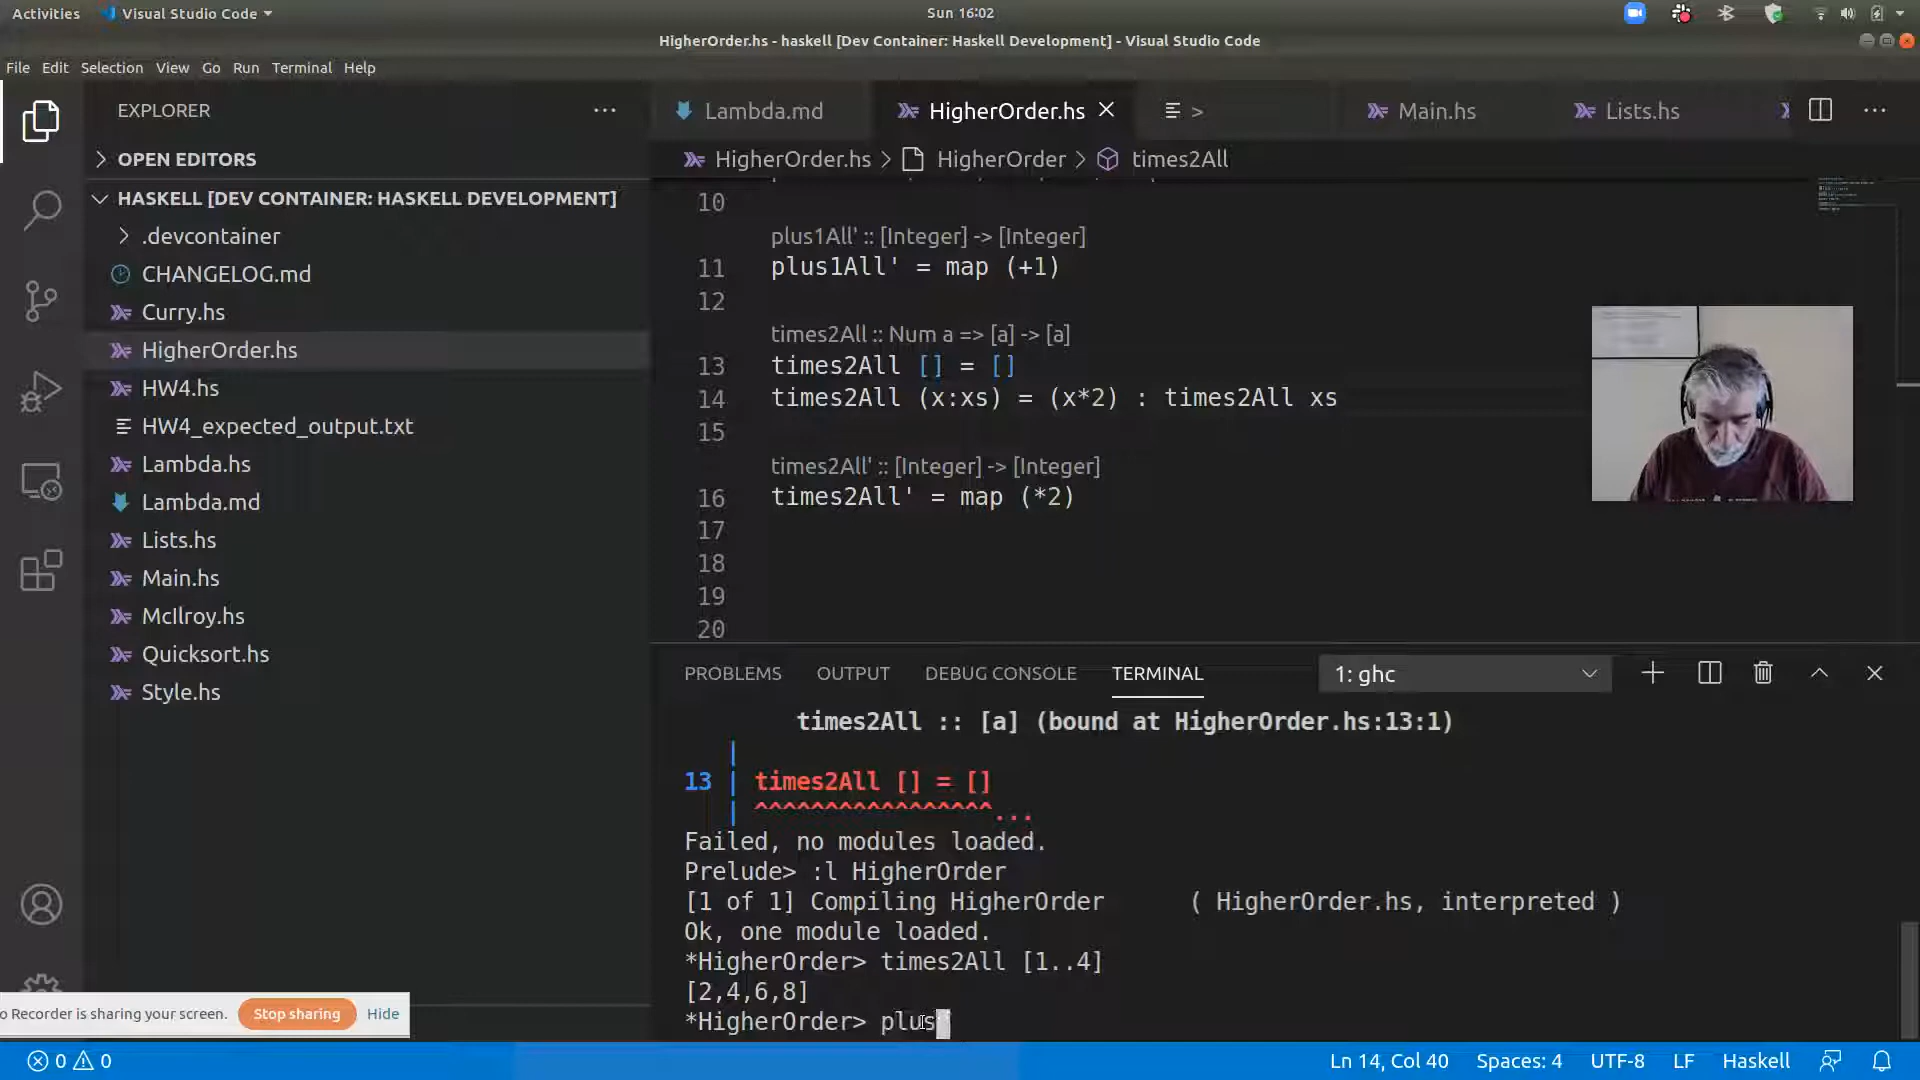 Activities
Visual Studio Code
Sun 16:02
HigherOrder.hs - haskell [Dev Container: Haskell Development] - Visual Studio Code
File Edit Selection View Go Run Terminal Help
EXPLORER
OPEN EDITORS
HASKELL [DEV CONTAINER: HASKELL DEVELOPMENT]
.devcontainer
CHANGELOG.md
Curry.hs
HigherOrder.hs
HW4.hs
HW4_expected_output.txt
Lambda.hs
Lambda.md
Lists.hs
Main.hs
McIlroy.hs
Quicksort.hs
Style.hs
Lambda.md HigherOrder.hs > Main.hs Lists.hs
HigherOrder.hs > HigherOrder > times2All
10
plus1All' :: [Integer] -> [Integer]
11 plus1All' = map (+1)
12
times2All :: Num a => [a] -> [a]
13 times2All [] = []
14 times2All (x:xs) = (x*2) : times2All xs
15
times2All' :: [Integer] -> [Integer]
16 times2All' = map (*2)
17
18
19
20
PROBLEMS OUTPUT DEBUG CONSOLE TERMINAL 1: ghc
times2All :: [a] (bound at HigherOrder.hs:13:1)
|
13 | times2All [] = []
| ^^^^^^^^^^^^^^^^^...
Failed, no modules loaded.
Prelude> :l HigherOrder
[1 of 1] Compiling HigherOrder ( HigherOrder.hs, interpreted )
Ok, one module loaded.
*HigherOrder> times2All [1..4]
[2,4,6,8]
*HigherOrder> plus
o Recorder is sharing your screen. Stop sharing Hide
0 0 Ln 14, Col 40 Spaces: 4 UTF-8 LF Haskell